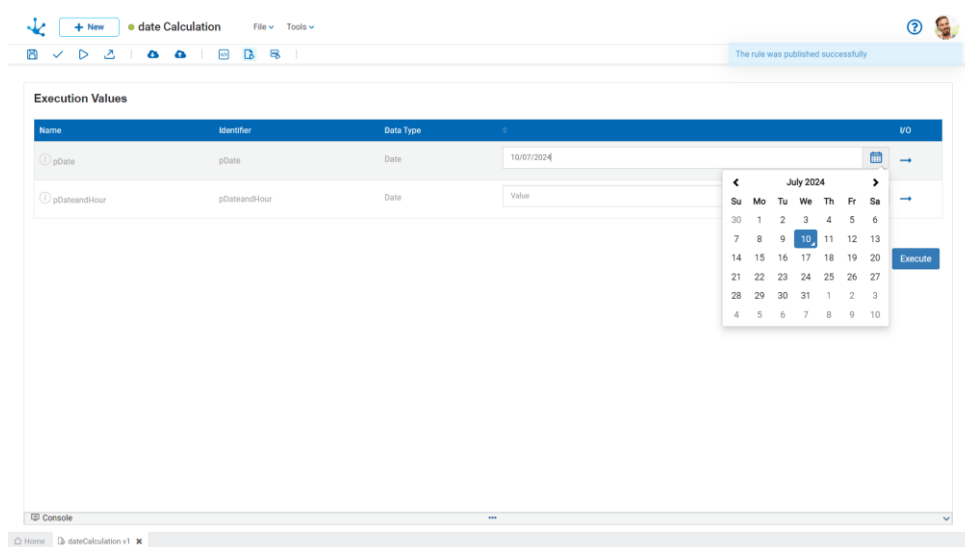 + New
date Calculation
File
Tools
The rule was published successfully
Execution Values
Name Identifier Data Type I/O
pDate pDate Date 10/07/2024
pDateandHour pDateandHour Date Value
July 2024
Su Mo Tu We Th Fr Sa
30 1 2 3 4 5 6
7 8 9 10 11 12 13
14 15 16 17 18 19 20
21 22 23 24 25 26 27
28 29 30 31 1 2 3
4 5 6 7 8 9 10
Execute
Console
Home
dateCalculation v1